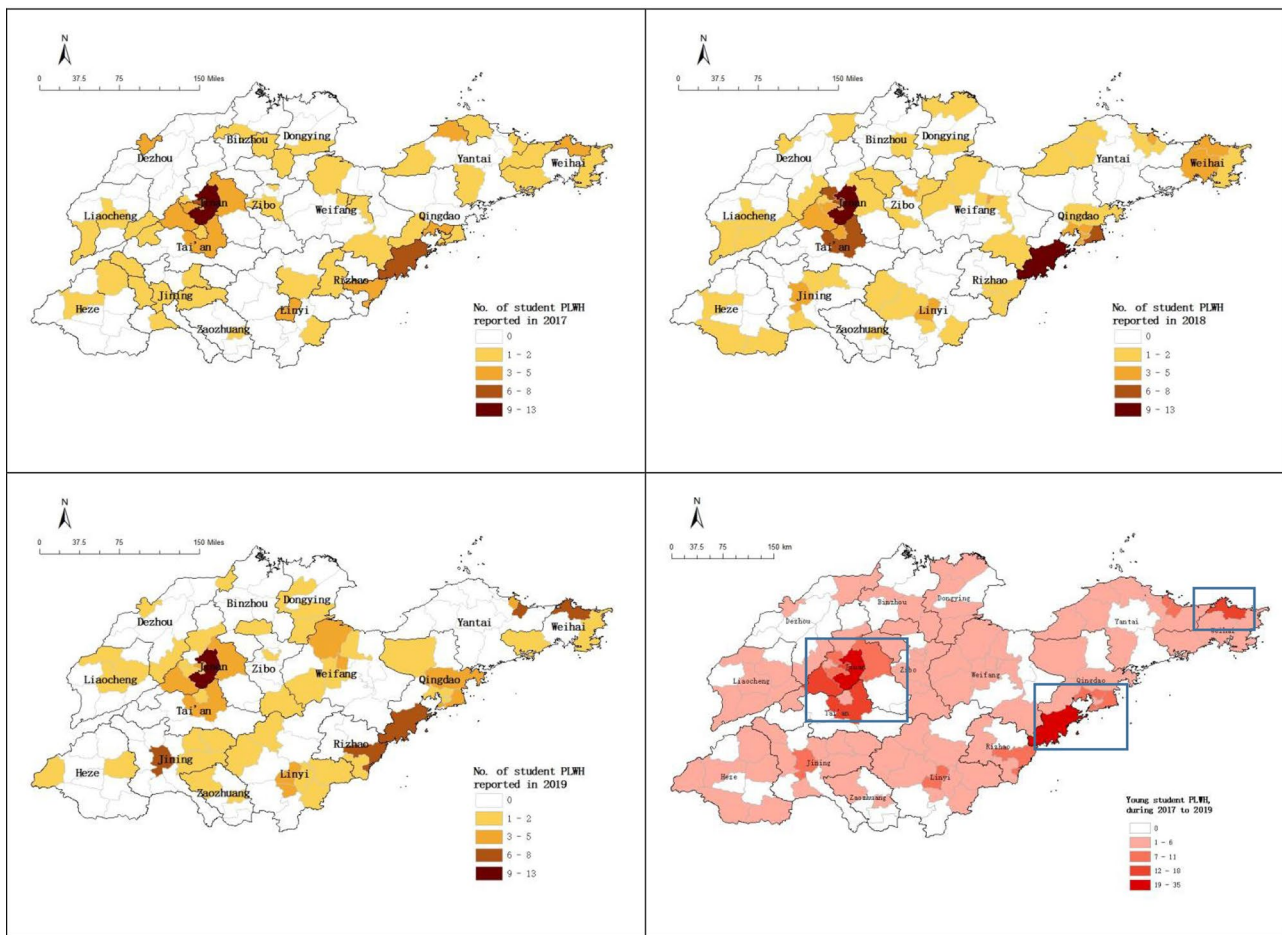 N
0 37.5 75 150 Miles
Binzhou
Dongying
Dezhou
Yantai
Weihai
Jinan
Liaocheng
Zibo
Weifang
Qingdao
Tai'an
Rizhao
Heze
Jining
Linyi
Zaozhuang
No. of student PLWH
reported in 2017
0
1 - 2
3 - 5
6 - 8
9 - 13
N
0 37.5 75 150 Miles
Binzhou
Dongying
Dezhou
Yantai
Weihai
Jinan
Liaocheng
Zibo
Weifang
Qingdao
Tai'an
Rizhao
Heze
Jining
Linyi
Zaozhuang
No. of student PLWH
reported in 2018
0
1 - 2
3 - 5
6 - 8
9 - 13
N
0 37.5 75 150 Miles
Binzhou
Dongying
Dezhou
Yantai
Weihai
Jinan
Liaocheng
Zibo
Weifang
Qingdao
Tai'an
Rizhao
Heze
Jining
Linyi
Zaozhuang
No. of student PLWH
reported in 2019
0
1 - 2
3 - 5
6 - 8
9 - 13
N
0 37.5 75 150 km
Binzhou
Dongying
Dezhou
Yantai
Weihai
Jinan
Liaocheng
Zibo
Weifang
Qingdao
Tai'an
Rizhao
Heze
Jining
Linyi
Zaozhuang
Young student PLWH,
during 2017 to 2019
0
1 - 6
7 - 11
12 - 18
19 - 35